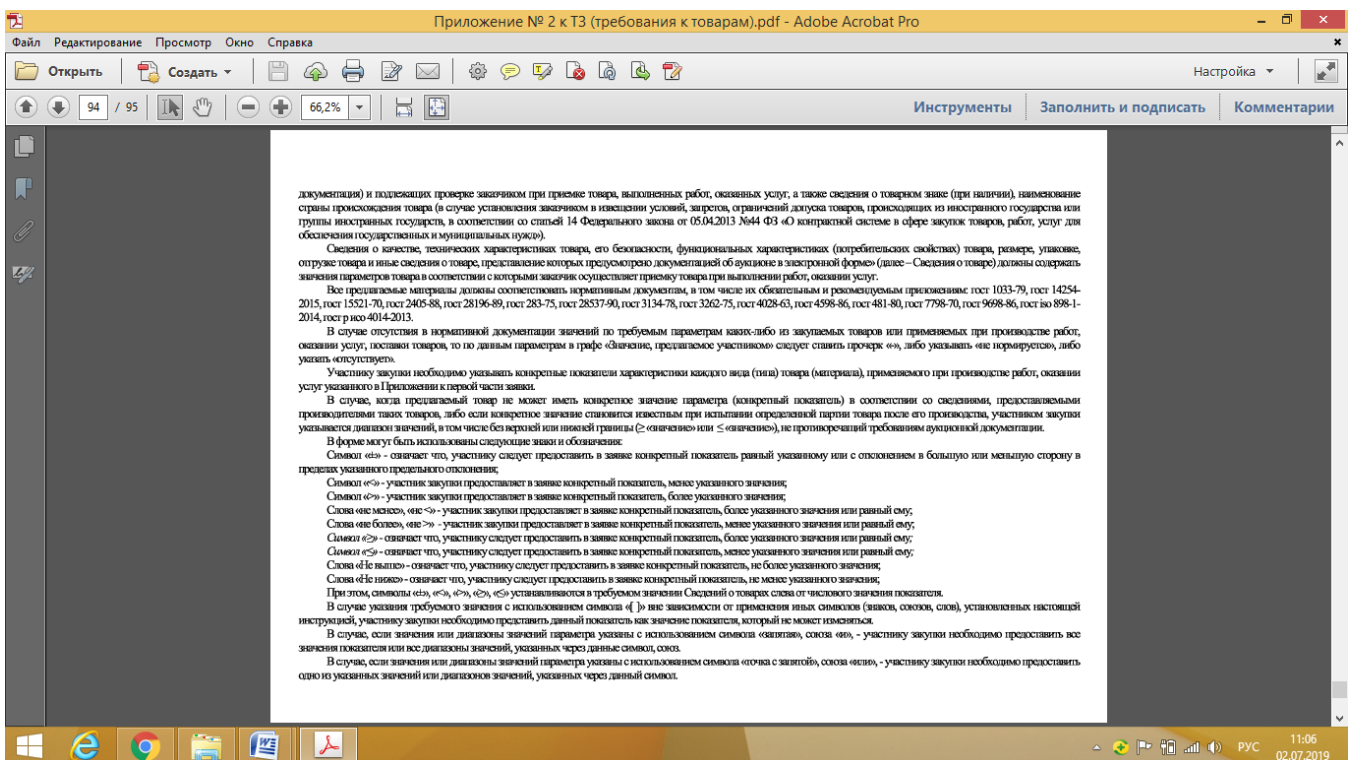 Приложение № 2 к ТЗ (требования к товарам).pdf - Adobe Acrobat Pro
Файл Редактирование Просмотр Окно Справка
Открыть Создать Настройка
94 / 95 66,2% Инструменты Заполнить и подписать Комментарии
документация) и подлежащих проверке заказчиком при приемке товара, выполненных работ, оказанных услуг, а также сведения о товарном знаке (при наличии), наименование
страны происхождения товара (в случае установления заказчиком в извещении условий, запретов, ограничений допуска товаров, происходящих из иностранного государства или
группы иностранных государств, в соответствии со статьей 14 Федерального закона от 05.04.2013 №44 ФЗ «О контрактной системе в сфере закупок товаров, работ, услуг для
обеспечения государственных и муниципальных нужд»).
Сведения о качестве, технических характеристиках товара, его безопасности, функциональных характеристиках (потребительских свойствах) товара, размере, упаковке,
отгрузке товара и иные сведения о товаре, представление которых предусмотрено документацией об аукционе в электронной форме» (далее – Сведения о товаре) должны содержать
значения параметров товара в соответствии с которыми заказчик осуществляет приемку товара при выполнении работ, оказании услуг.
Все предлагаемые материалы должны соответствовать нормативным документам, в том числе их обязательным и рекомендуемым приложениям: гост 1033-79, гост 14254-
2015, гост 15521-70, гост 2405-88, гост 28196-89, гост 283-75, гост 28537-90, гост 3134-78, гост 3262-75, гост 4028-63, гост 4598-86, гост 481-80, гост 7798-70, гост 9698-86, гост iso 898-1-
2014, гост р исо 4014-2013.
В случае отсутствия в нормативной документации значений по требуемым параметрам каких-либо из закупаемых товаров или применяемых при производстве работ,
оказании услуг, поставки товаров, то по данным параметрам в графе «Значение, предлагаемое участником» следует ставить прочерк «-», либо указывать «не нормируется», либо
указать «отсутствует».
Участнику закупки необходимо указывать конкретные показатели характеристики каждого вида (типа) товара (материала), применяемого при производстве работ, оказании
услуг указанного в Приложении к первой части заявки.
В случае, когда предлагаемый товар не может иметь конкретное значение параметра (конкретный показатель) в соответствии со сведениями, предоставляемыми
производителями таких товаров, либо если конкретное значение становится известным при испытании определенной партии товара после его производства, участником закупки
указывается диапазон значений, в том числе без верхней или нижней границы (≥ «значение» или ≤ «значение»), не противоречащий требованиям аукционной документации.
В форме могут быть использованы следующие знаки и обозначения:
Символ «±» - означает что, участнику следует предоставить в заявке конкретный показатель равный указанному или с отклонением в большую или меньшую сторону в
пределах указанного предельного отклонения;
Символ «<» - участник закупки предоставляет в заявке конкретный показатель, менее указанного значения;
Символ «>» - участник закупки предоставляет в заявке конкретный показатель, более указанного значения;
Слова «не менее», «не <» - участник закупки предоставляет в заявке конкретный показатель, более указанного значения или равный ему;
Слова «не более», «не >» - участник закупки предоставляет в заявке конкретный показатель, менее указанного значения или равный ему;
Символ «≥» - означает что, участнику следует предоставить в заявке конкретный показатель, более указанного значения или равный ему;
Символ «≤» - означает что, участнику следует предоставить в заявке конкретный показатель, менее указанного значения или равный ему;
Слова «Не выше» - означает что, участнику следует предоставить в заявке конкретный показатель, не более указанного значения;
Слова «Не ниже» - означает что, участнику следует предоставить в заявке конкретный показатель, не менее указанного значения;
При этом, символы «±», «<», «>», «≥», «≤» устанавливаются в требуемом значении Сведений о товарах слева от числового значения показателя.
В случае указания требуемого значения с использованием символа «[ ]» вне зависимости от применения иных символов (знаков, союзов, слов), установленных настоящей
инструкцией, участнику закупки необходимо предоставить данный показатель как значение показателя, который не может изменяться.
В случае, если значения или диапазоны значений параметра указаны с использованием символа «запятая», союза «и», - участнику закупки необходимо предоставить все
значения показателя или все диапазоны значений, указанных через данные символ, союз.
В случае, если значения или диапазоны значений параметра указаны с использованием символа «точка с запятой», союза «или», - участнику закупки необходимо предоставить
одно из указанных значений или диапазонов значений, указанных через данный символ.
РУС 11:06
02.07.2019